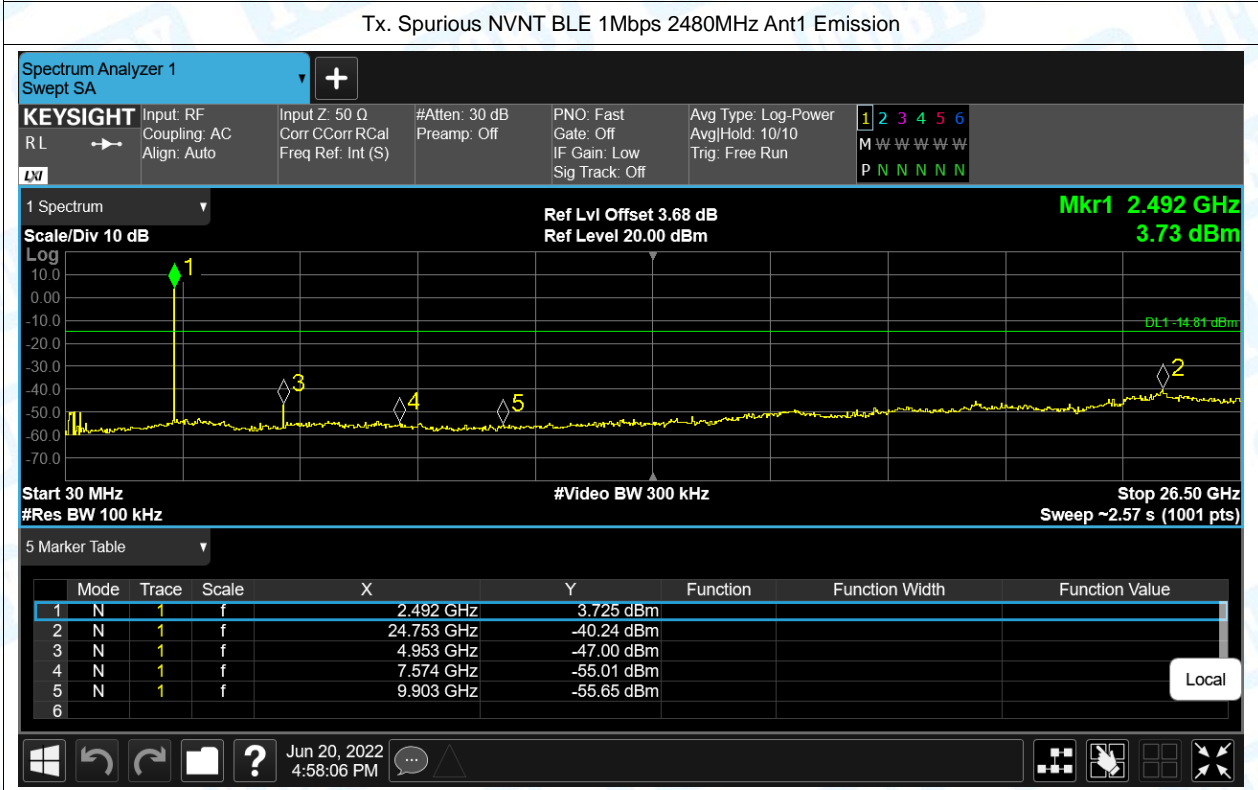 Tx. Spurious NVNT BLE 1Mbps 2480MHz Ant1 Emission
Spectrum Analyzer 1
Swept SA
+
KEYSIGHT
RL
LXI
Input: RF
Coupling: AC
Align: Auto
Input Z: 50 Ω
Corr CCorr RCal
Freq Ref: Int (S)
#Atten: 30 dB
Preamp: Off
PNO: Fast
Gate: Off
IF Gain: Low
Sig Track: Off
Avg Type: Log-Power
Avg|Hold: 10/10
Trig: Free Run
1 2 3 4 5 6
M W W W W W
P N N N N N
1 Spectrum
Scale/Div 10 dB
Ref Lvl Offset 3.68 dB
Ref Level 20.00 dBm
Mkr1 2.492 GHz
3.73 dBm
Log
10.0
0.00
-10.0
-20.0
-30.0
-40.0
-50.0
-60.0
-70.0
1
DL1 -14.81 dBm
2
3
4
5
Start 30 MHz
#Video BW 300 kHz
Stop 26.50 GHz
#Res BW 100 kHz
Sweep ~2.57 s (1001 pts)
5 Marker Table
Mode Trace Scale X Y Function Function Width Function Value
1 N 1 f 2.492 GHz 3.725 dBm
2 N 1 f 24.753 GHz -40.24 dBm
3 N 1 f 4.953 GHz -47.00 dBm
4 N 1 f 7.574 GHz -55.01 dBm
5 N 1 f 9.903 GHz -55.65 dBm
6
Local
?
Jun 20, 2022
4:58:06 PM